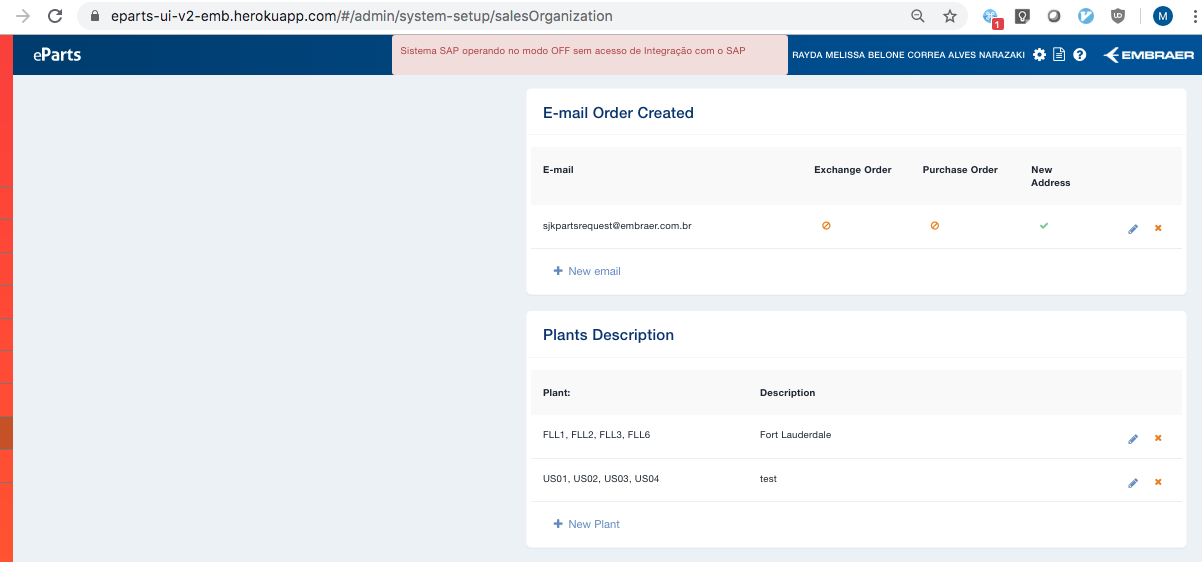 eparts-ui-v2-emb.herokuapp.com/#/admin/system-setup/salesOrganization
1
UD
M
eParts
Sistema SAP operando no modo OFF sem acesso de Integração com o SAP
RAYDA MELISSA BELONE CORREA ALVES NARAZAKI
EMBRAER
E-mail Order Created
E-mail Exchange Order Purchase Order New Address
sjkpartsrequest@embraer.com.br
New email
Plants Description
Plant: Description
FLL1, FLL2, FLL3, FLL6 Fort Lauderdale
US01, US02, US03, US04 test
New Plant